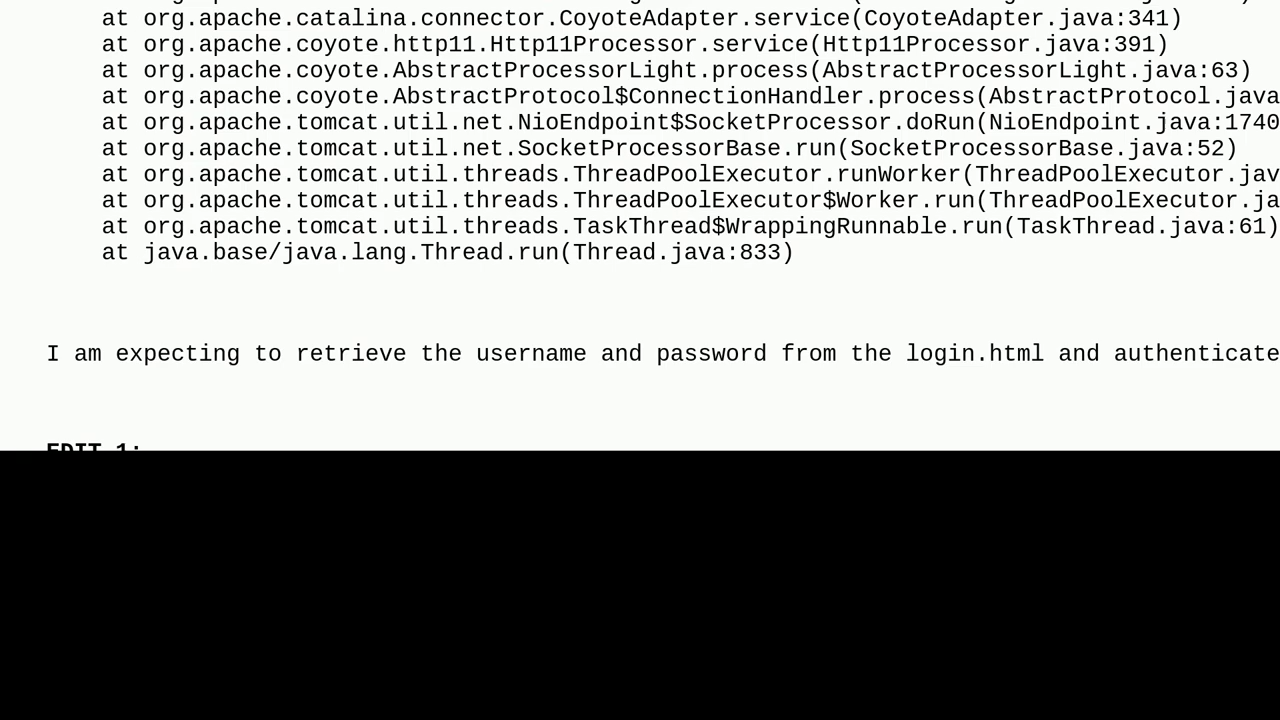 at org.apache.catalina.connector.CoyoteAdapter.service(CoyoteAdapter.java:341)
at org.apache.coyote.http11.Http11Processor.service(Http11Processor.java:391)
at org.apache.coyote.AbstractProcessorLight.process(AbstractProcessorLight.java:63)
at org.apache.coyote.AbstractProtocol$ConnectionHandler.process(AbstractProtocol.java
at org.apache.tomcat.util.net.NioEndpoint$SocketProcessor.doRun(NioEndpoint.java:1740
at org.apache.tomcat.util.net.SocketProcessorBase.run(SocketProcessorBase.java:52)
at org.apache.tomcat.util.threads.ThreadPoolExecutor.runWorker(ThreadPoolExecutor.jav
at org.apache.tomcat.util.threads.ThreadPoolExecutor$Worker.run(ThreadPoolExecutor.ja
at org.apache.tomcat.util.threads.TaskThread$WrappingRunnable.run(TaskThread.java:61)
at java.base/java.lang.Thread.run(Thread.java:833)
I am expecting to retrieve the username and password from the login.html and authenticate
EDIT 1: